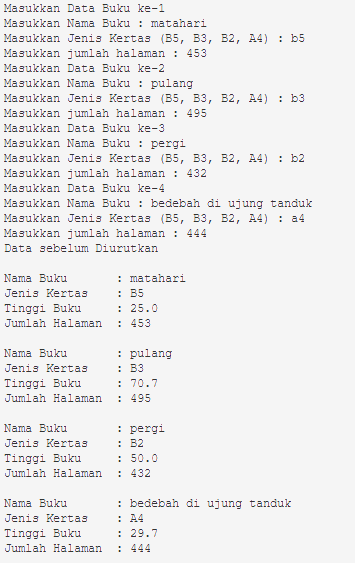 Masukkan Data Buku ke-1
Masukkan Nama Buku : matahari
Masukkan Jenis Kertas (B5, B3, B2, A4) : b5
Masukkan jumlah halaman : 453
Masukkan Data Buku ke-2
Masukkan Nama Buku : pulang
Masukkan Jenis Kertas (B5, B3, B2, A4) : b3
Masukkan jumlah halaman : 495
Masukkan Data Buku ke-3
Masukkan Nama Buku : pergi
Masukkan Jenis Kertas (B5, B3, B2, A4) : b2
Masukkan jumlah halaman : 432
Masukkan Data Buku ke-4
Masukkan Nama Buku : bedebah di ujung tanduk
Masukkan Jenis Kertas (B5, B3, B2, A4) : a4
Masukkan jumlah halaman : 444
Data sebelum Diurutkan

Nama Buku : matahari
Jenis Kertas : B5
Tinggi Buku : 25.0
Jumlah Halaman : 453

Nama Buku : pulang
Jenis Kertas : B3
Tinggi Buku : 70.7
Jumlah Halaman : 495

Nama Buku : pergi
Jenis Kertas : B2
Tinggi Buku : 50.0
Jumlah Halaman : 432

Nama Buku : bedebah di ujung tanduk
Jenis Kertas : A4
Tinggi Buku : 29.7
Jumlah Halaman : 444